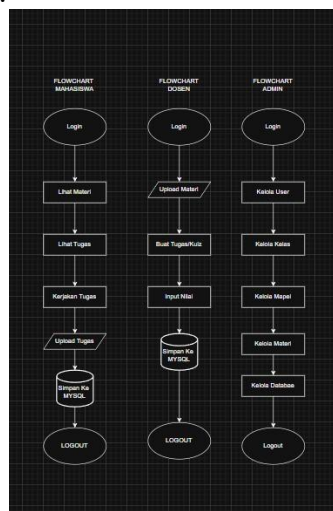 FLOWCHART
MAHASISWA
Login
Lihat Materi
Lihat Tugas
Kerjakan Tugas
Upload Tugas
Simpan Ke
MYSQL
LOGOUT
FLOWCHART
DOSEN
Login
Upload Materi
Buat Tugas/Kuiz
Input Nilai
Simpan Ke
MYSQL
LOGOUT
FLOWCHART
ADMIN
Login
Kelola User
Kelola Kelas
Kelola Mapel
Kelola Materi
Kelola Databse
Logout